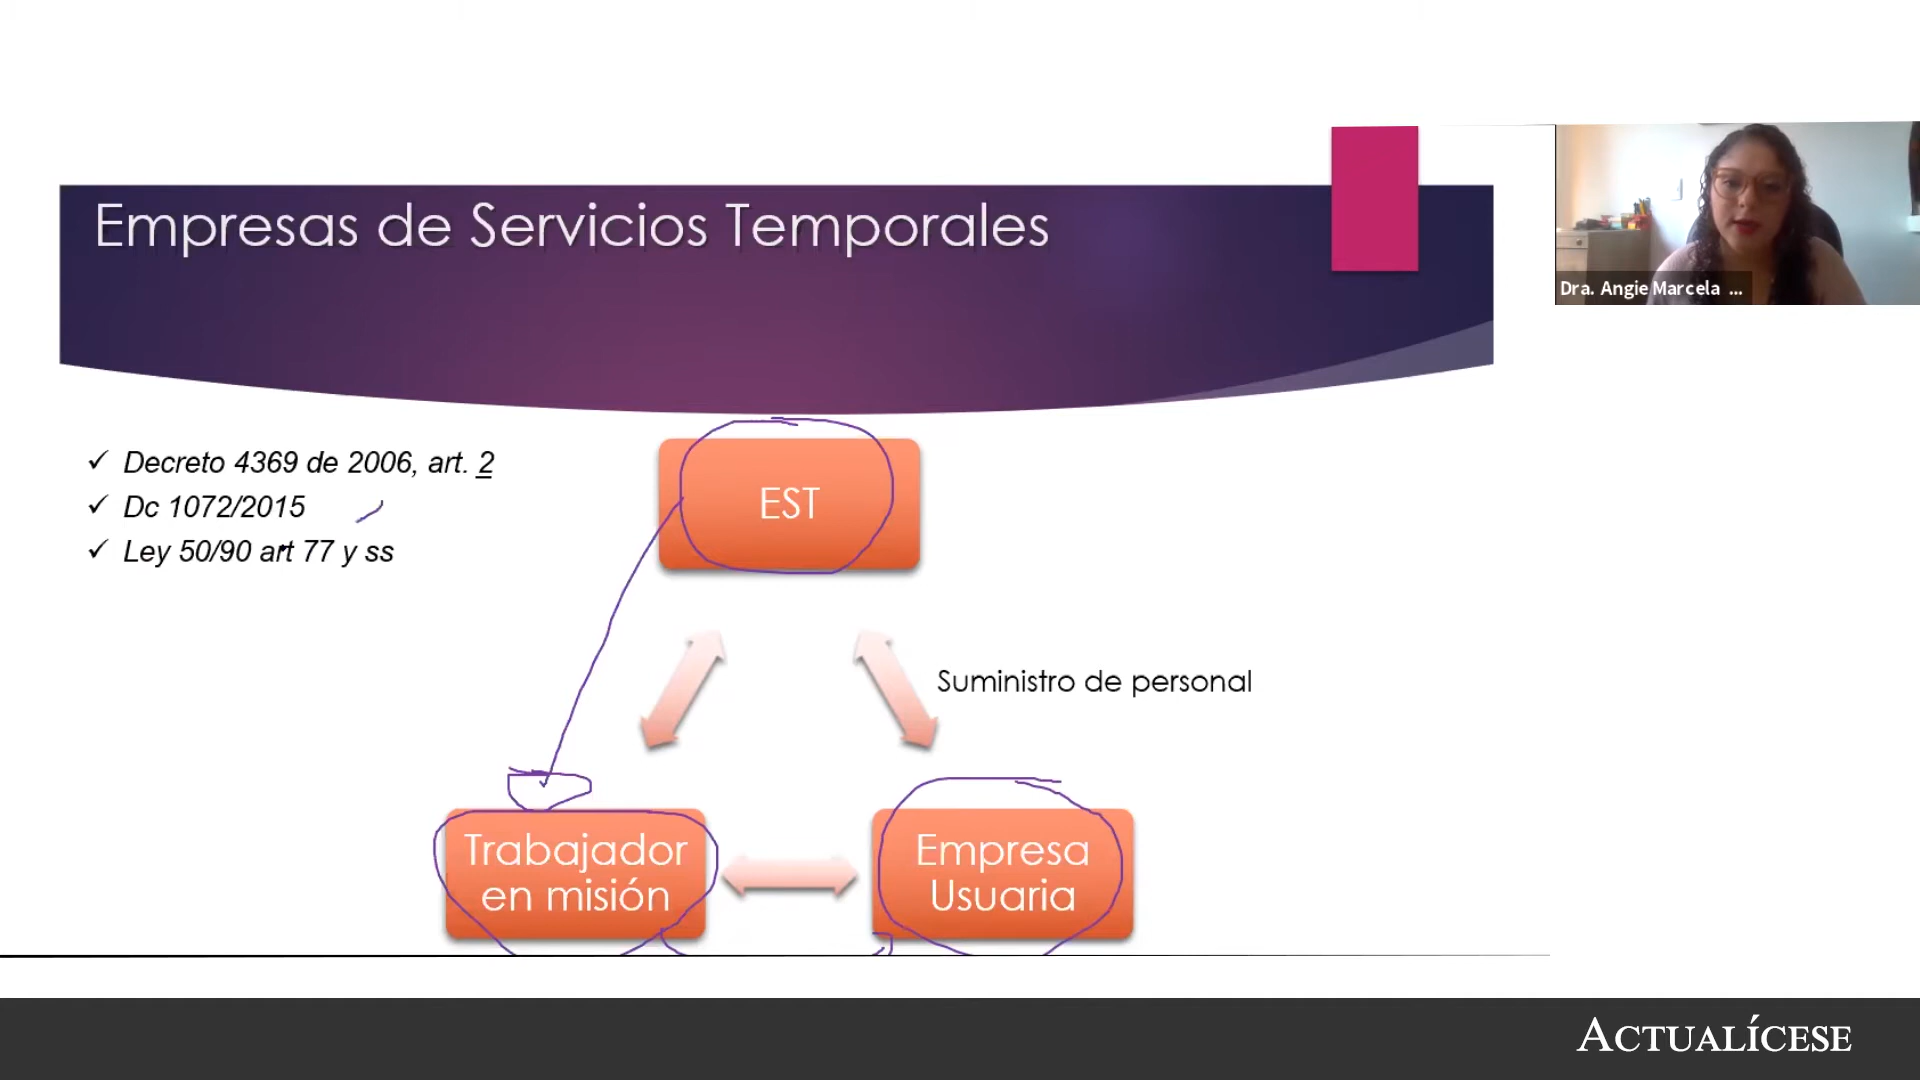 Empresas de Servicios Temporales
Dra. Angie Marcela ...
✓ Decreto 4369 de 2006, art. 2
✓ Dc 1072/2015
✓ Ley 50/90 art 77 y ss
EST
Suministro de personal
Trabajador
en misión
Empresa
Usuaria
ACTUALÍCESE